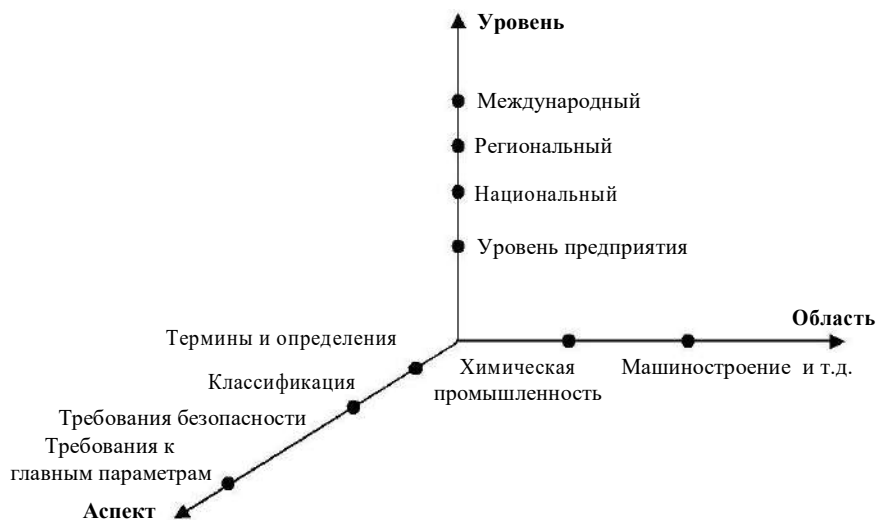 Уровень
Международный
Региональный
Национальный
Уровень предприятия
Область
Химическая
промышленность
Машиностроение и т.д.
Термины и определения
Классификация
Требования безопасности
Требования к
главным параметрам
Аспект